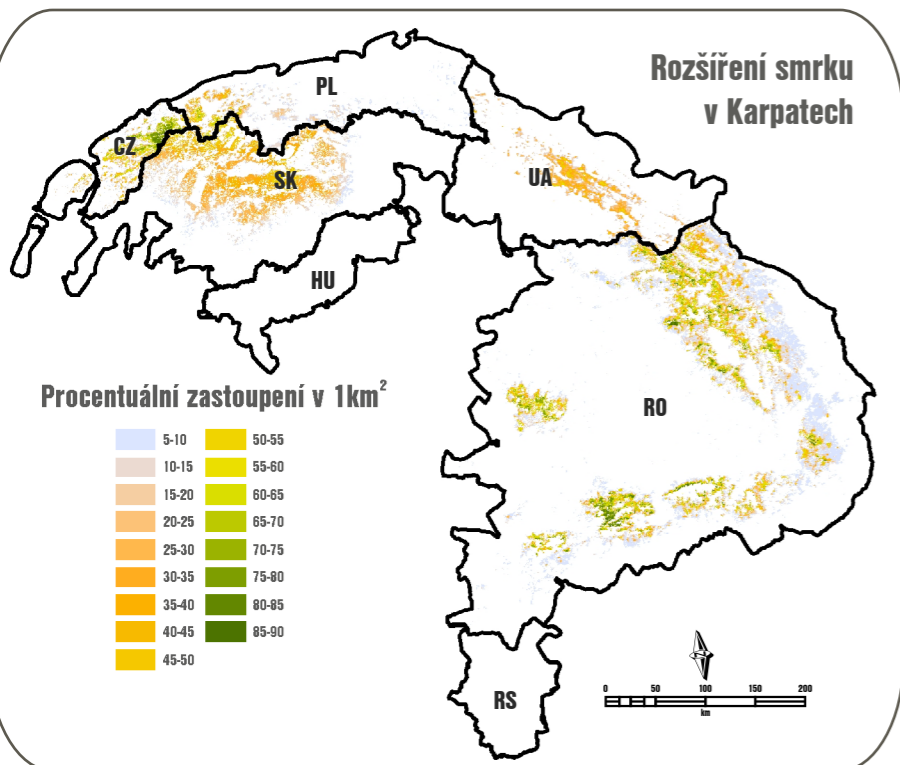 Rozšíření smrku
v Karpatech
PL
CZ
SK
UA
HU
RO
RS
Procentuální zastoupení v 1km²
5-10
10-15
15-20
20-25
25-30
30-35
35-40
40-45
45-50
50-55
55-60
60-65
65-70
70-75
75-80
80-85
85-90
0 50 100 150 200
km